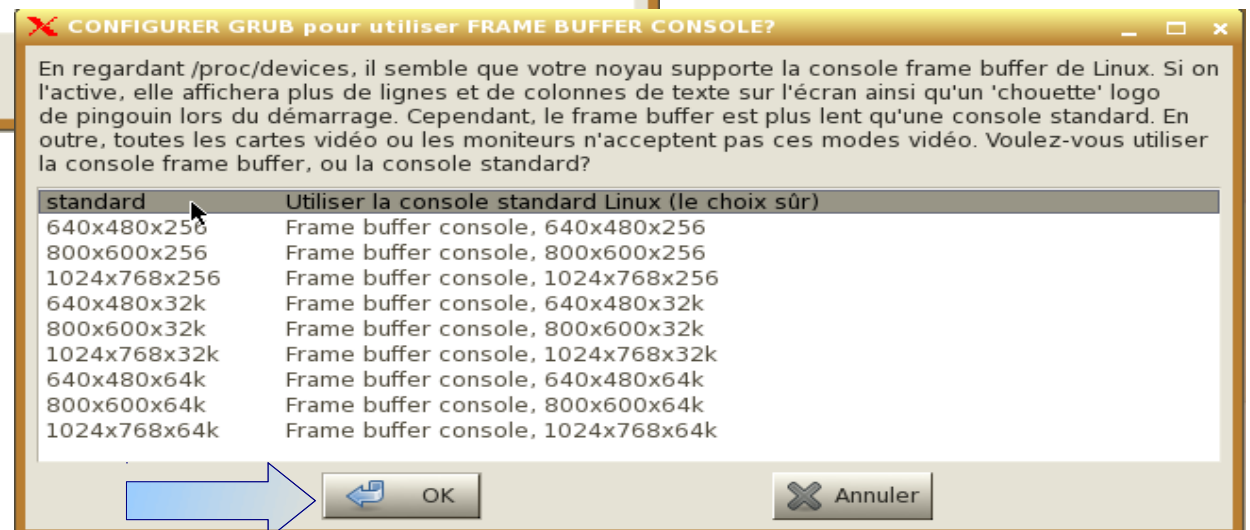 CONFIGURER GRUB pour utiliser FRAME BUFFER CONSOLE?
En regardant /proc/devices, il semble que votre noyau supporte la console frame buffer de Linux. Si on
l'active, elle affichera plus de lignes et de colonnes de texte sur l'écran ainsi qu'un 'chouette' logo
de pingouin lors du démarrage. Cependant, le frame buffer est plus lent qu'une console standard. En
outre, toutes les cartes vidéo ou les moniteurs n'acceptent pas ces modes vidéo. Voulez-vous utiliser
la console frame buffer, ou la console standard?
standard Utiliser la console standard Linux (le choix sûr)
640x480x256 Frame buffer console, 640x480x256
800x600x256 Frame buffer console, 800x600x256
1024x768x256 Frame buffer console, 1024x768x256
640x480x32k Frame buffer console, 640x480x32k
800x600x32k Frame buffer console, 800x600x32k
1024x768x32k Frame buffer console, 1024x768x32k
640x480x64k Frame buffer console, 640x480x64k
800x600x64k Frame buffer console, 800x600x64k
1024x768x64k Frame buffer console, 1024x768x64k
OK Annuler